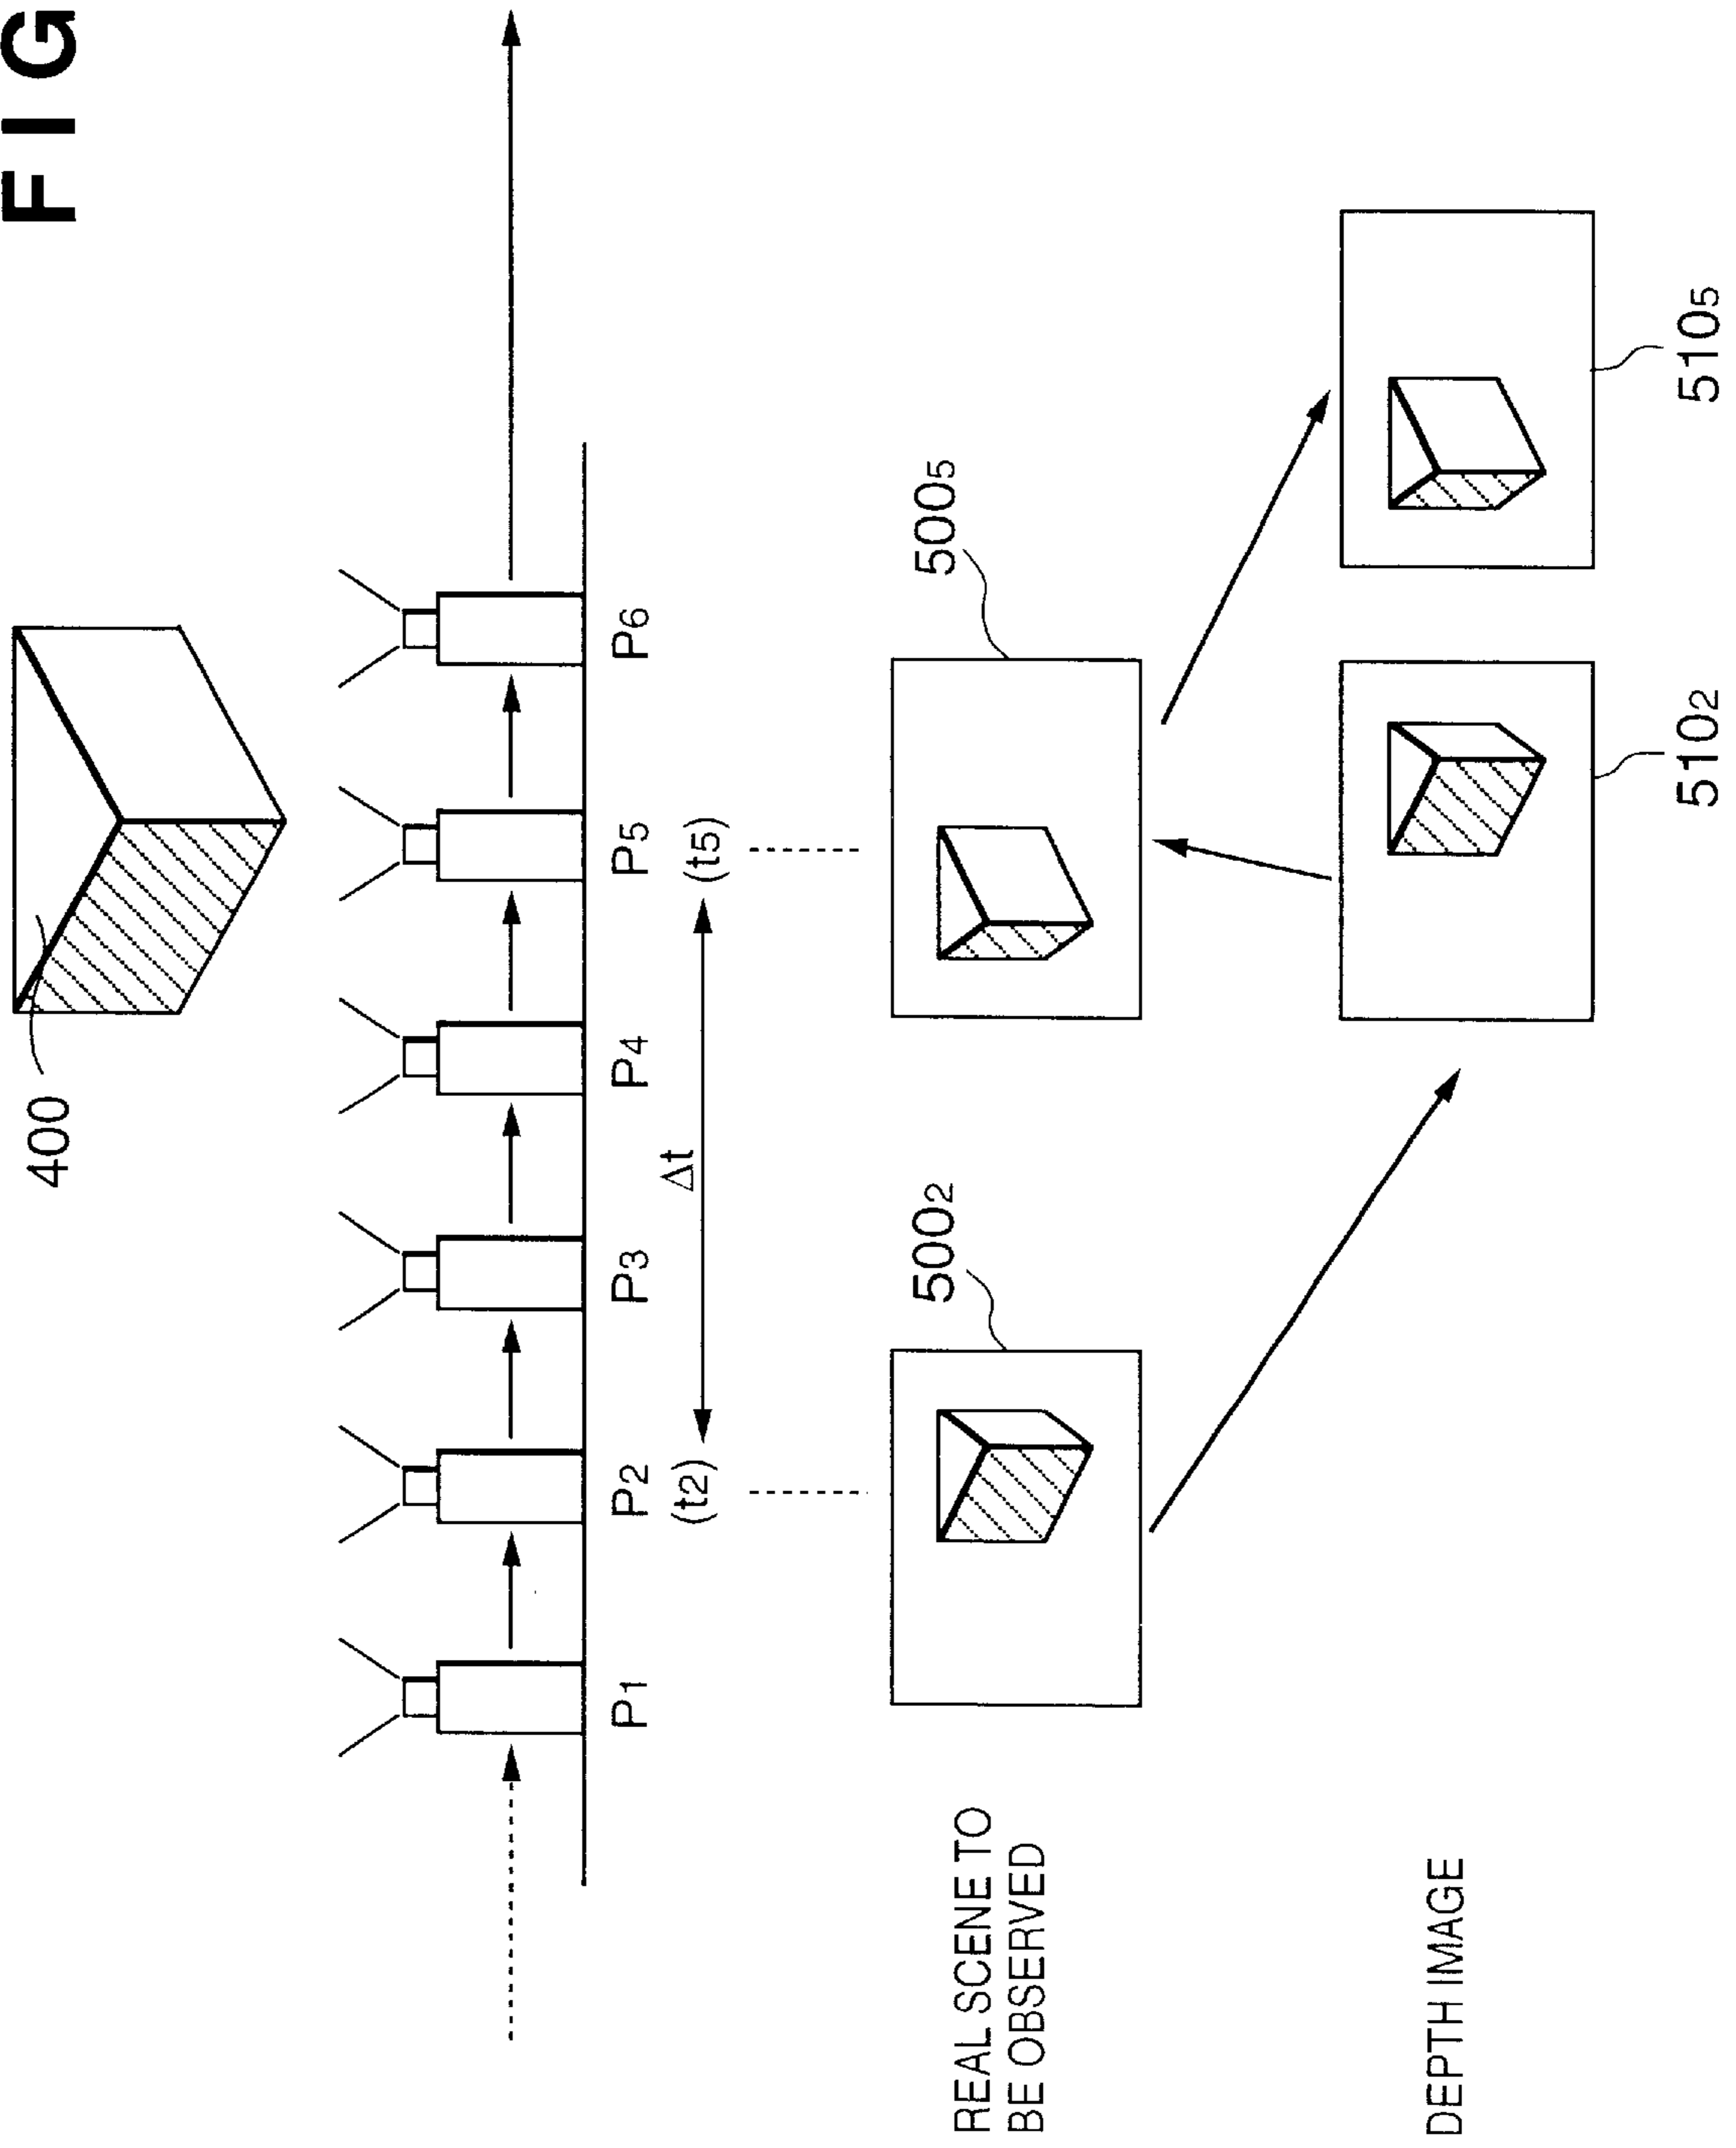 FIG
400
P1 P2 P3 P4 P5 P6
(t2) Δt (t5)
5002 5005
REAL SCENE TO
BE OBSERVED
DEPTH IMAGE
5102 5105